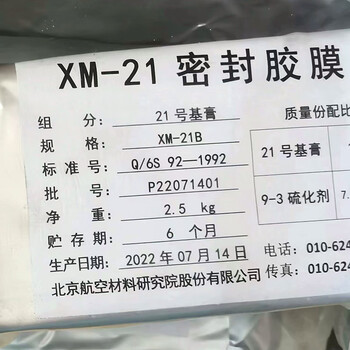 XM-21 密封胶膜
组 分: 21 号基膏
规 格: XM-21B
标 准 号: Q/6S 92—1992
批 号: P22071401
净 重: 2.5 kg
贮 存 期: 6 个月
生产日期: 2022 年 07 月 14 日
北京航空材料研究院股份有限公司
质量份配比
21 号基膏
9-3 硫化剂 7.
电话: 010-624
传真: 010-624